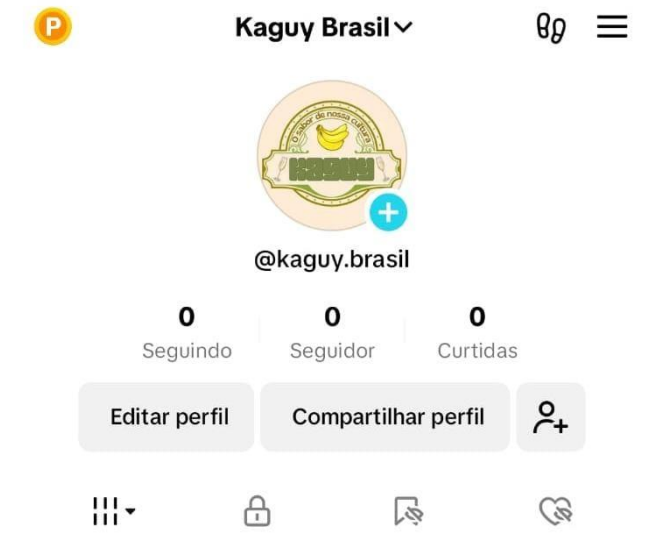 P
Kaguy Brasil
O sabor de nossa cultura
KAGUY
@kaguy.brasil
0 0 0
Seguindo Seguidor Curtidas
Editar perfil Compartilhar perfil